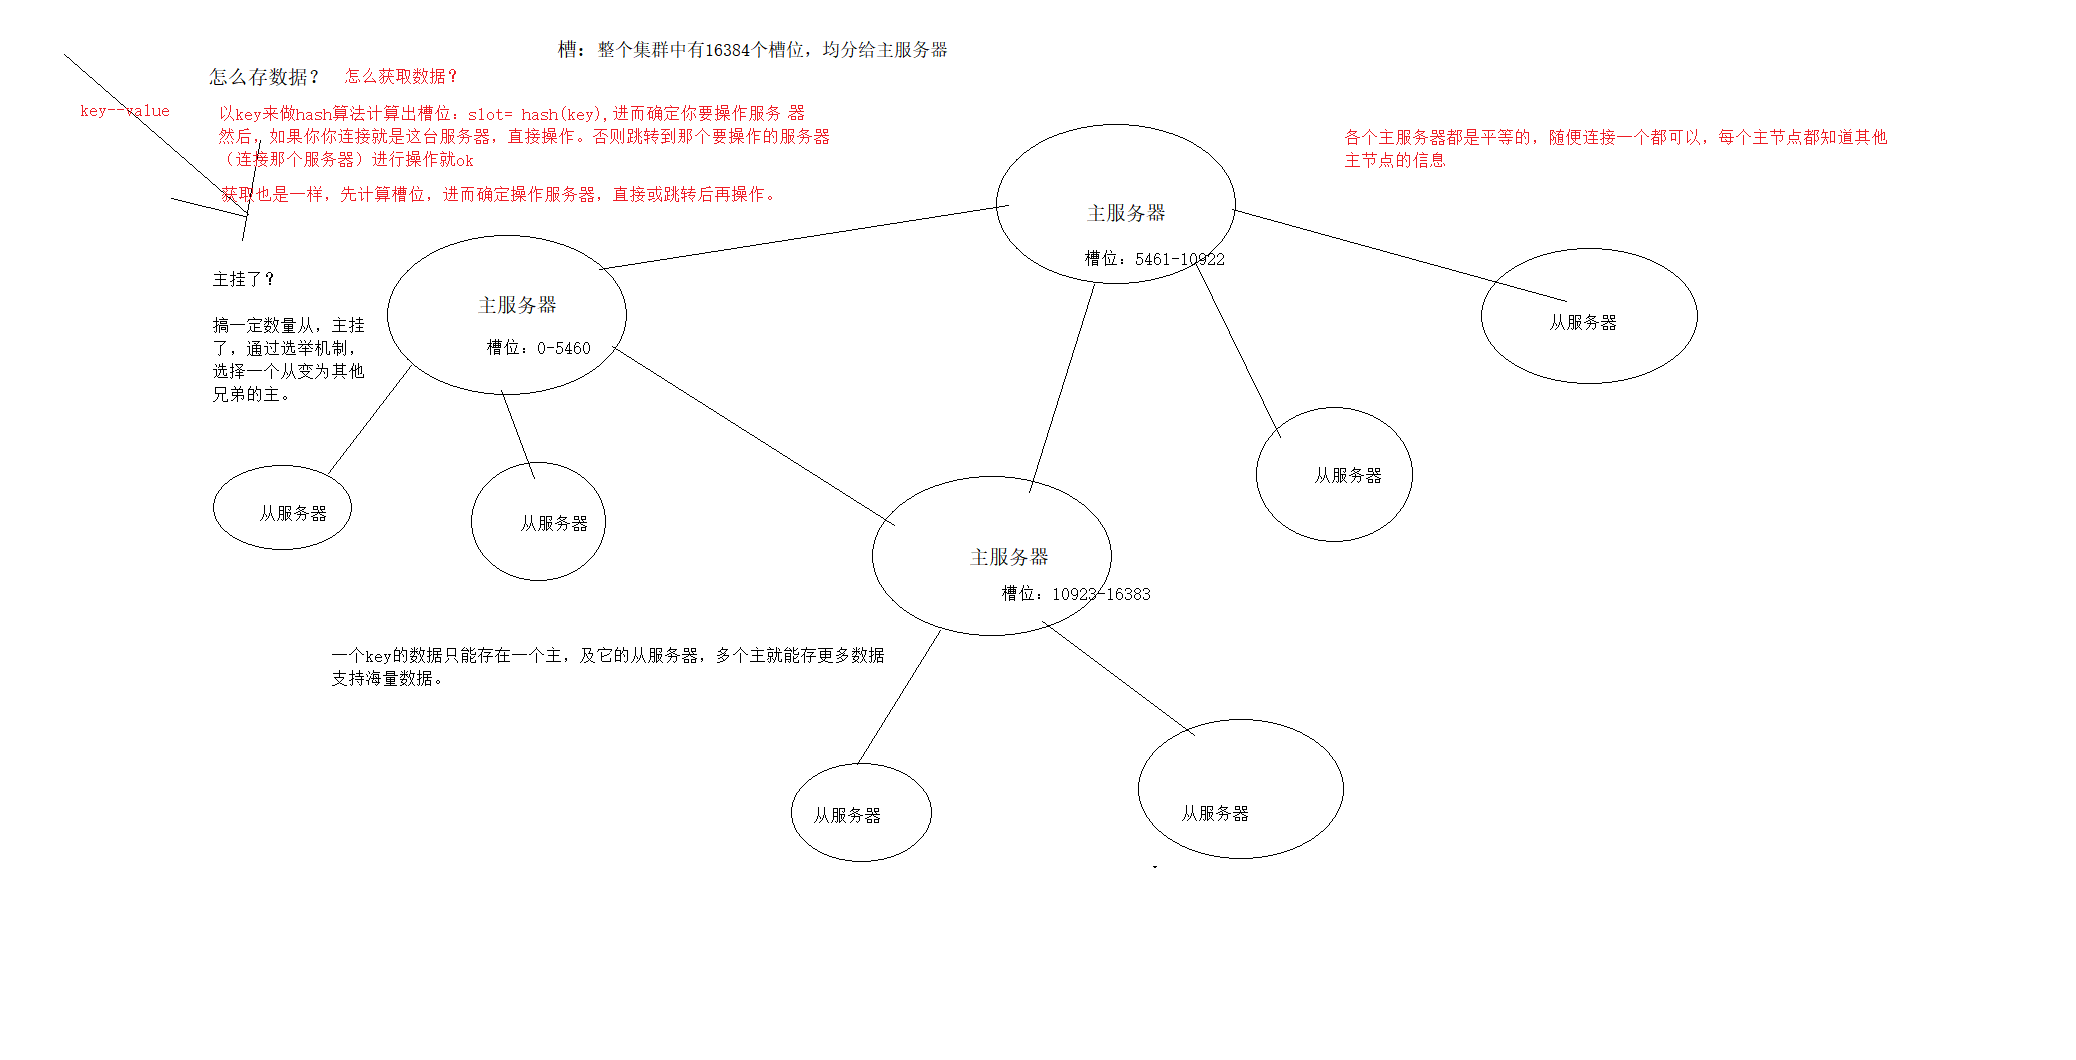 槽：整个集群中有16384个槽位，均分给主服务器
怎么存数据？ 怎么获取数据？
key--value
以key来做hash算法计算出槽位：slot= hash(key),进而确定你要操作服务 器
然后，如果你你连接就是这台服务器，直接操作。否则跳转到那个要操作的服务器
（连接那个服务器）进行操作就ok
获取也是一样，先计算槽位，进而确定操作服务器，直接或跳转后再操作。
各个主服务器都是平等的，随便连接一个都可以，每个主节点都知道其他
主节点的信息
主服务器
槽位：5461-10922
主挂了？
搞一定数量从，主挂
了，通过选举机制，
选择一个从变为其他
兄弟的主。
主服务器
槽位：0-5460
从服务器
从服务器
从服务器
从服务器
主服务器
槽位：10923-16383
一个key的数据只能存在一个主，及它的从服务器，多个主就能存更多数据
支持海量数据。
从服务器
从服务器